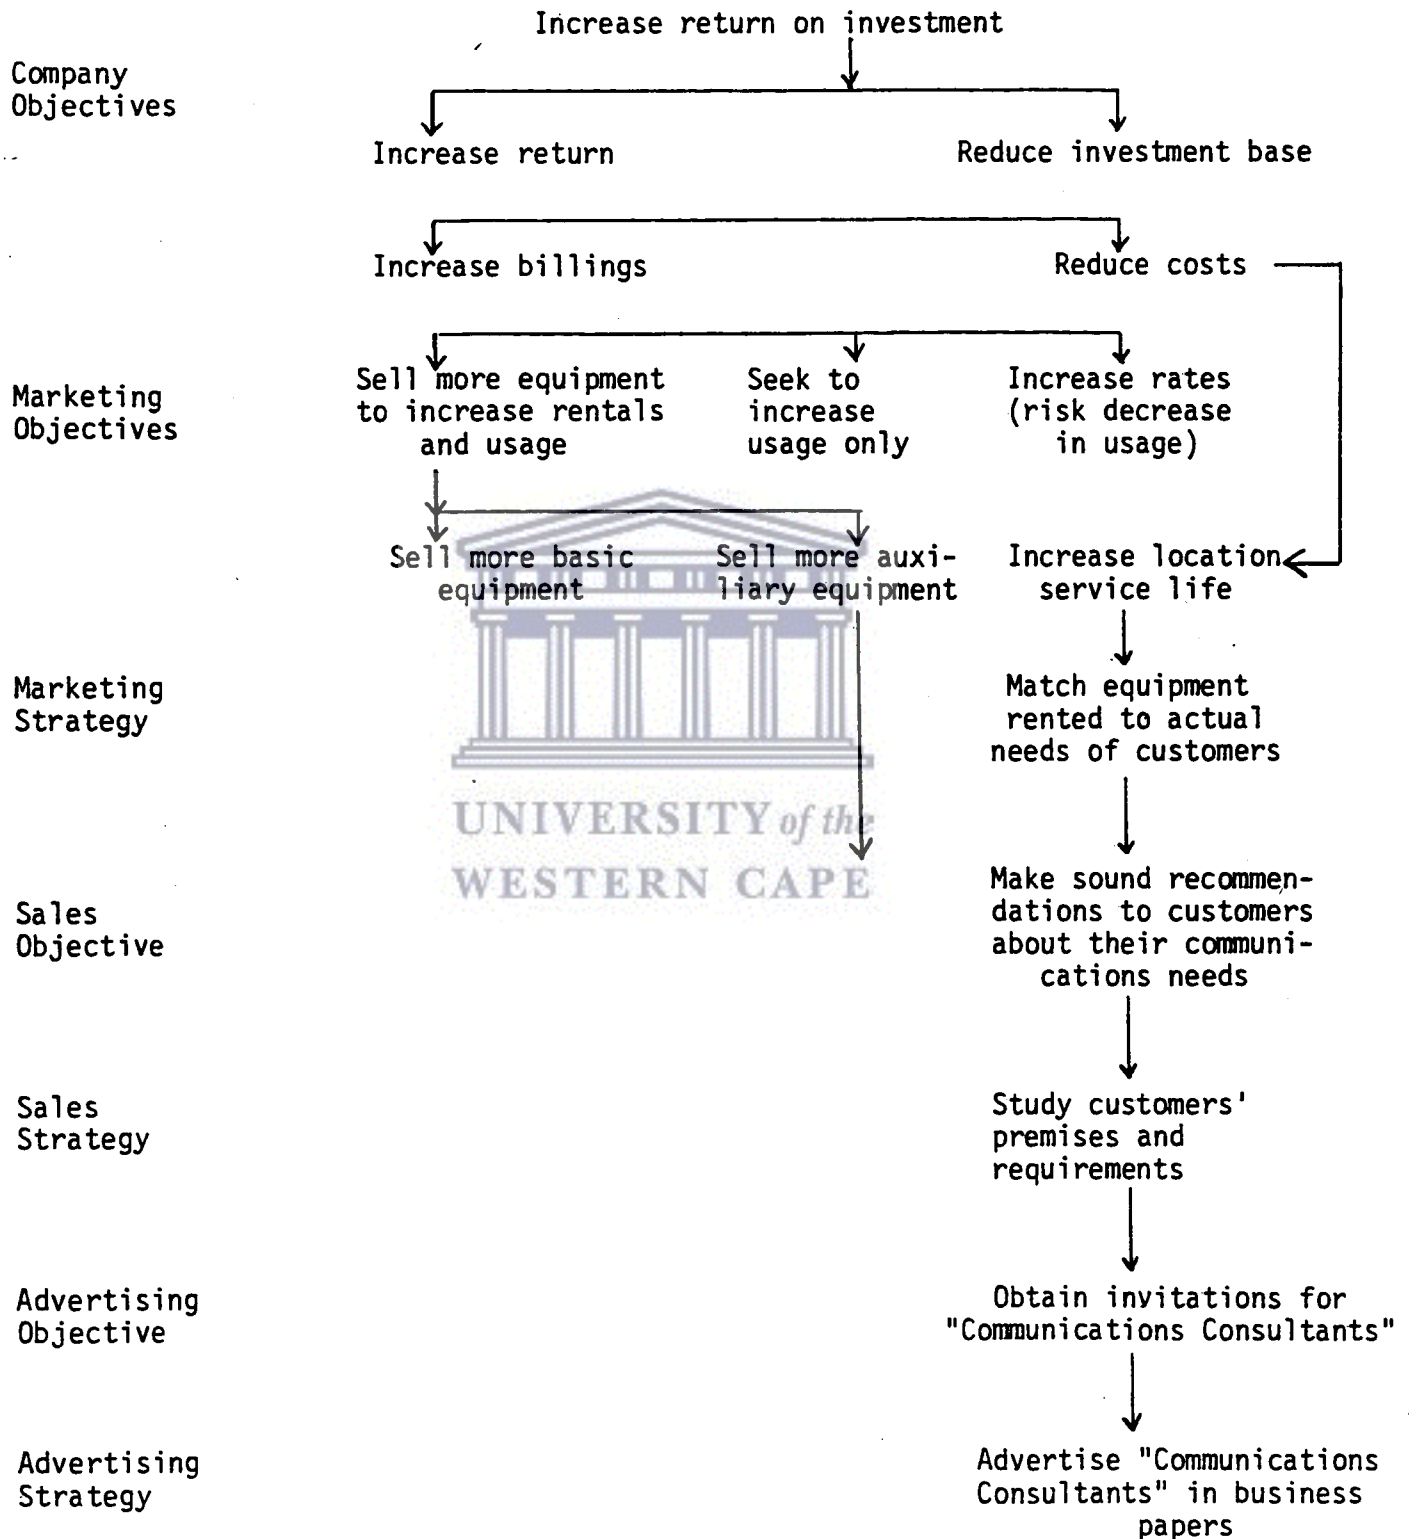 Increase return on investment
Company
Objectives
Increase return
Reduce investment base
Increase billings
Reduce costs
Marketing
Objectives
Sell more equipment
to increase rentals
and usage
Seek to
increase
usage only
Increase rates
(risk decrease
in usage)
Sell more basic
equipment
Sell more auxi-
liary equipment
Increase location
service life
Marketing
Strategy
Match equipment
rented to actual
needs of customers
UNIVERSITY of the
WESTERN CAPE
Sales
Objective
Make sound recommen-
dations to customers
about their communi-
cations needs
Sales
Strategy
Study customers'
premises and
requirements
Advertising
Objective
Obtain invitations for
"Communications Consultants"
Advertising
Strategy
Advertise "Communications
Consultants" in business
papers